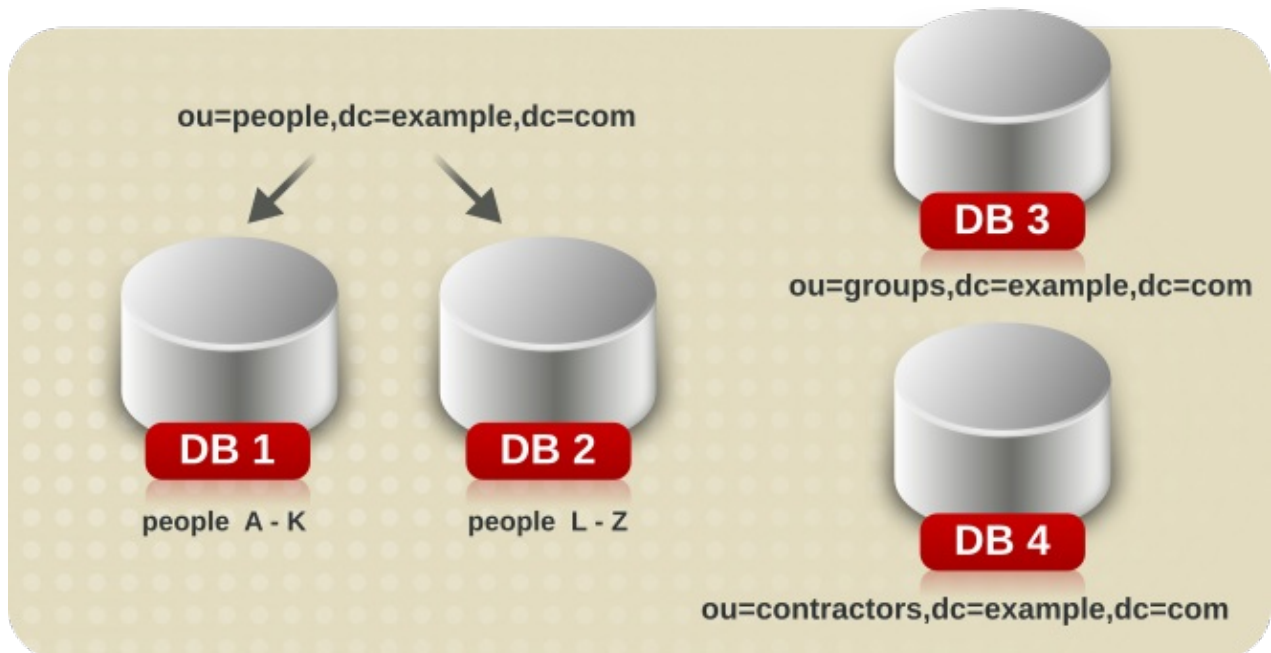 ou=people,dc=example,dc=com
DB 1
people A - K
DB 2
people L - Z
DB 3
ou=groups,dc=example,dc=com
DB 4
ou=contractors,dc=example,dc=com